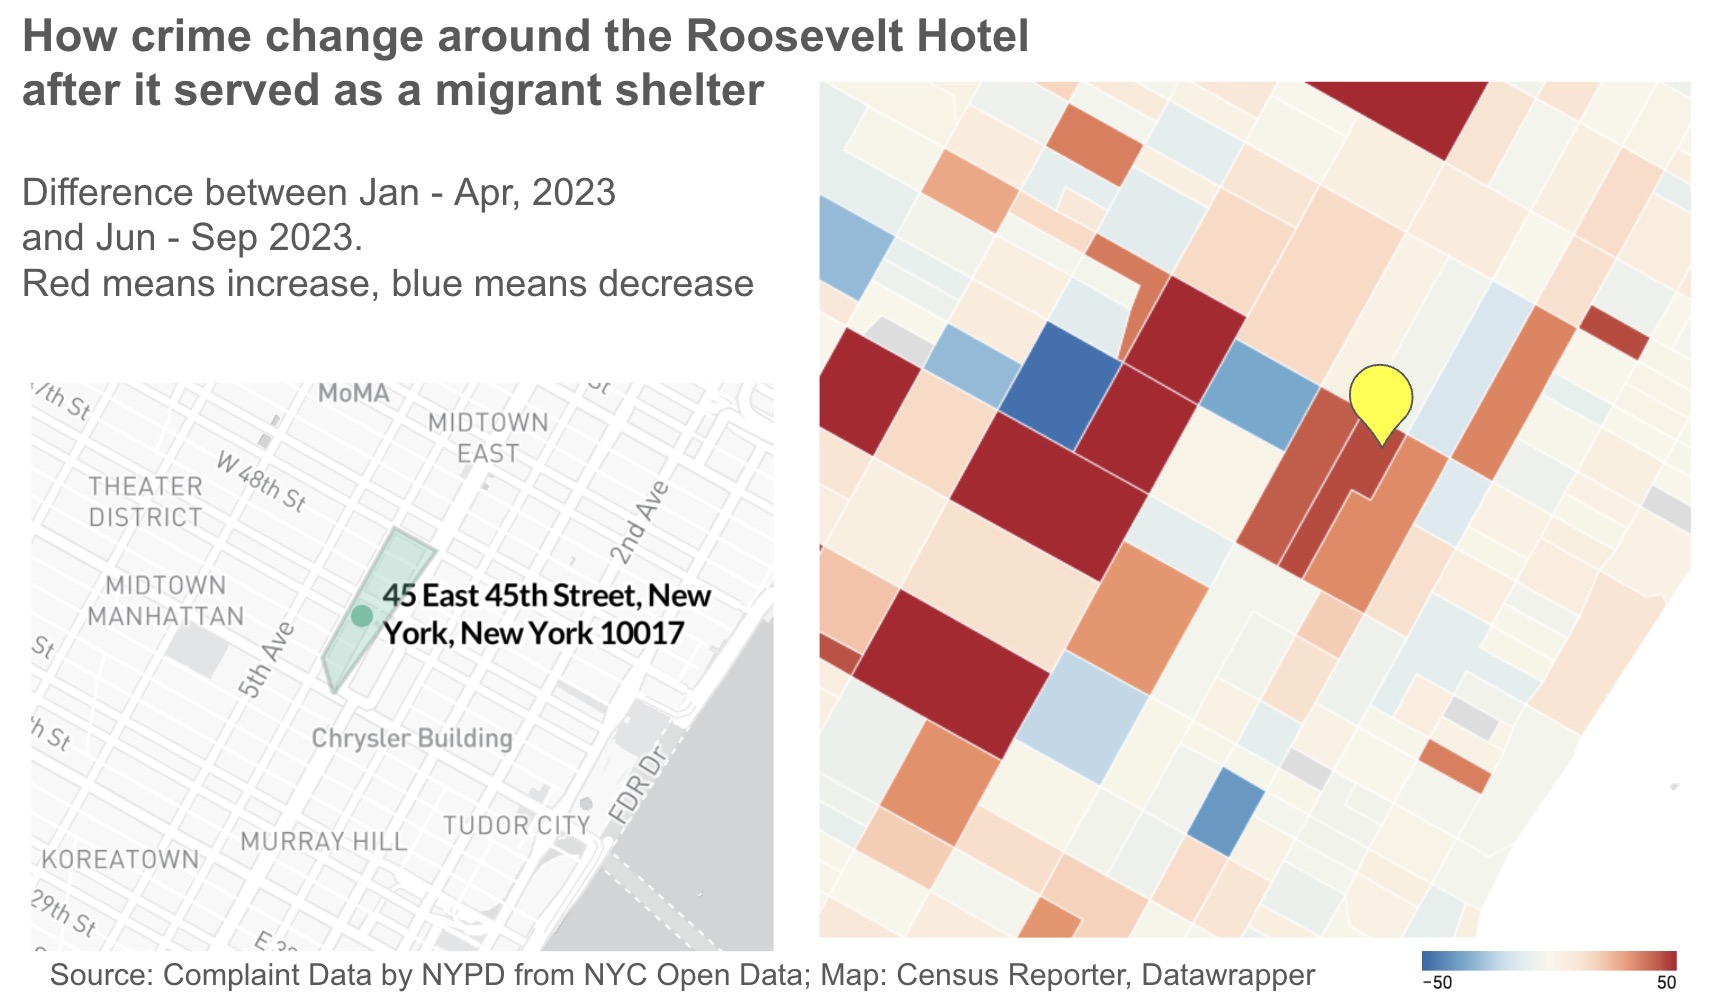 How crime change around the Roosevelt Hotel
after it served as a migrant shelter
Difference between Jan - Apr, 2023
and Jun - Sep 2023.
Red means increase, blue means decrease
MoMA
St
MIDTOWN
EAST
W 48th St
THEATER
DISTRICT
2nd Ave
MIDTOWN
MANHATTAN
45 East 45th Street, New
York, New York 10017
St
5th Ave
Chrysler Building
St
FDR Dr
TUDOR CITY
MURRAY HILL
KOREATOWN
29th St
Source: Complaint Data by NYPD from NYC Open Data; Map: Census Reporter, Datawrapper
−50
50